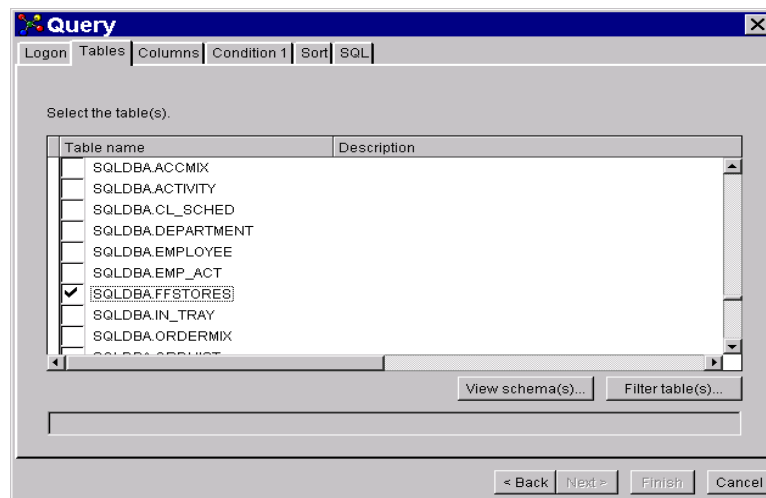 Query
Logon Tables Columns Condition 1 Sort SQL
Select the table(s).
Table name Description
SQLDBA.ACCMIX
SQLDBA.ACTIVITY
SQLDBA.CL_SCHED
SQLDBA.DEPARTMENT
SQLDBA.EMPLOYEE
SQLDBA.EMP_ACT
SQLDBA.FFSTORES
SQLDBA.IN_TRAY
SQLDBA.ORDERMIX
View schema(s)... Filter table(s)...
< Back Next > Finish Cancel